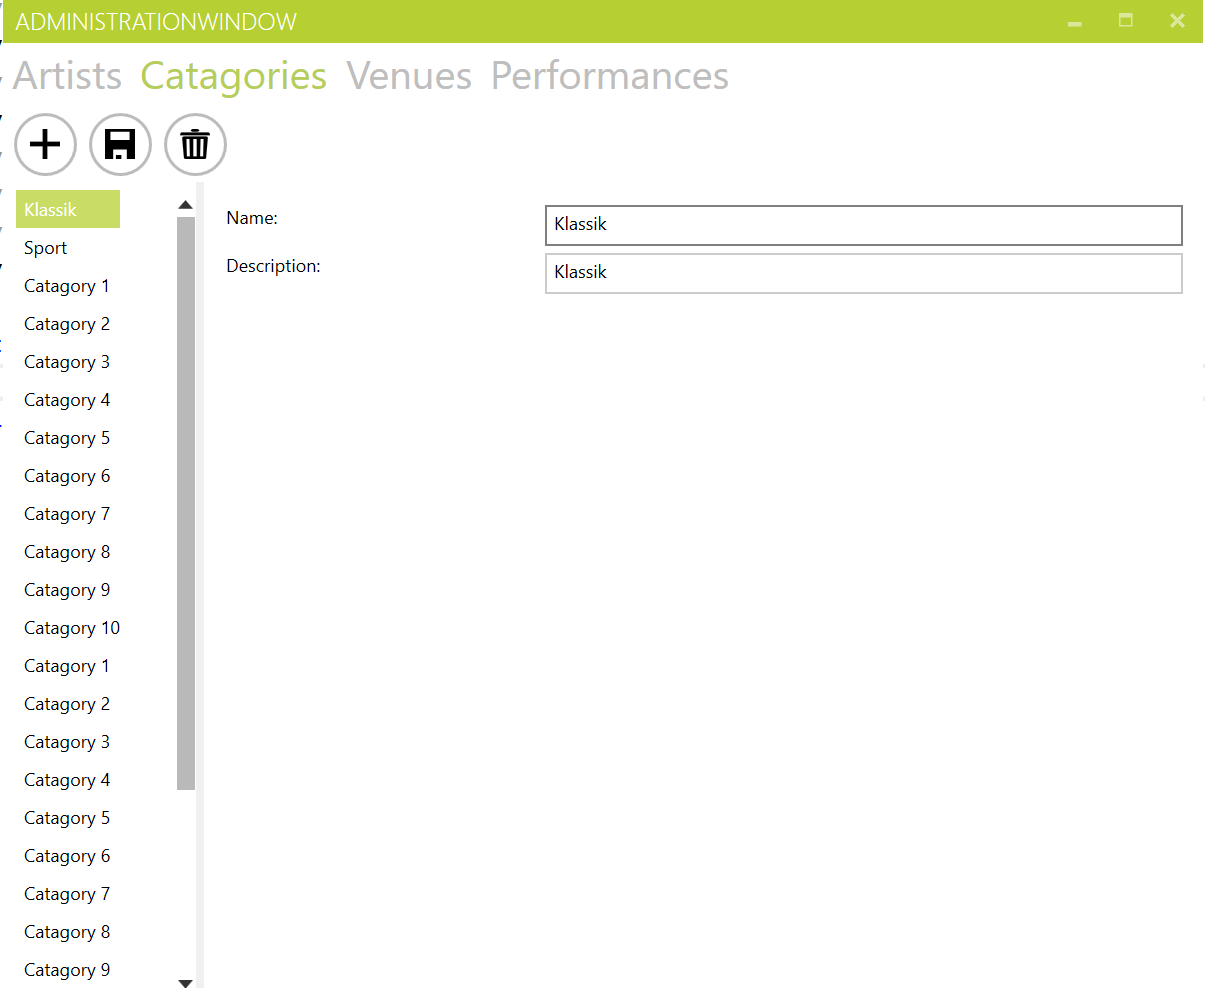 ADMINISTRATIONWINDOW
Artists Catagories Venues Performances
Klassik
Sport
Catagory 1
Catagory 2
Catagory 3
Catagory 4
Catagory 5
Catagory 6
Catagory 7
Catagory 8
Catagory 9
Catagory 10
Catagory 1
Catagory 2
Catagory 3
Catagory 4
Catagory 5
Catagory 6
Catagory 7
Catagory 8
Catagory 9
Name: Klassik
Description: Klassik